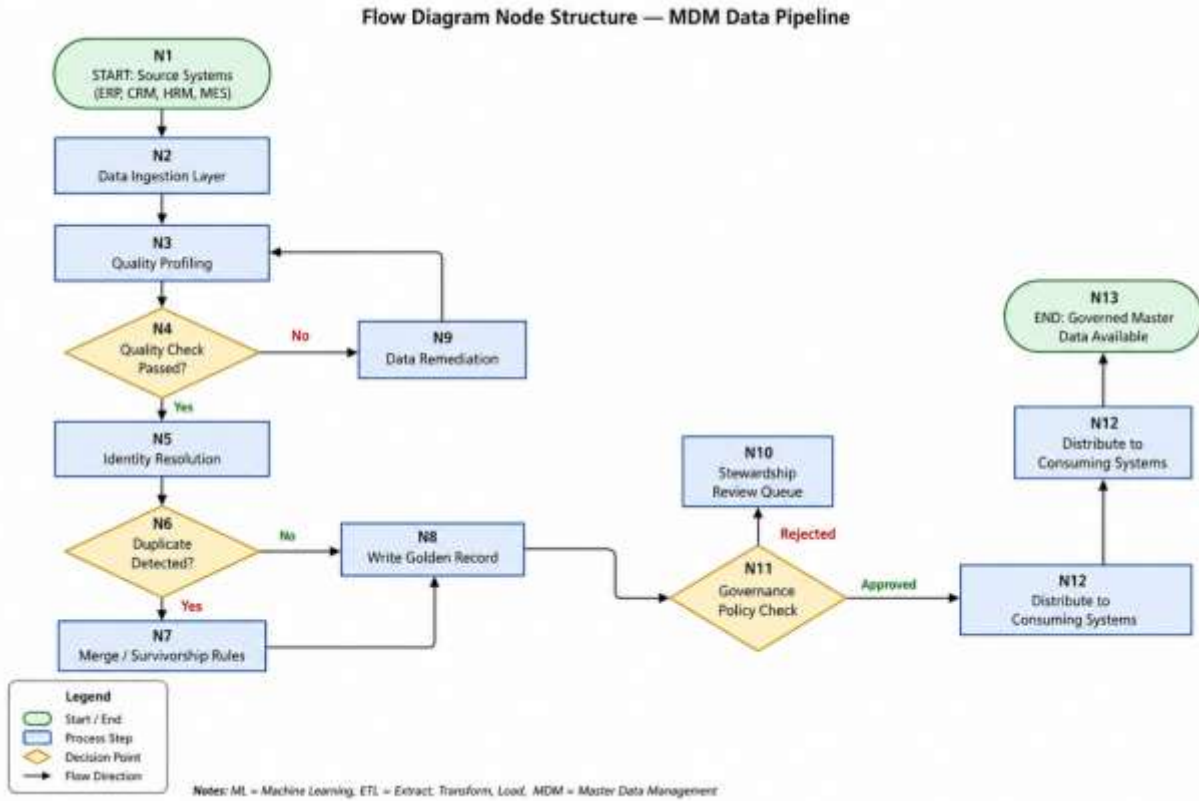 Flow Diagram Node Structure — MDM Data Pipeline
N1
START: Source Systems
(ERP, CRM, HRM, MES)
N2
Data Ingestion Layer
N3
Quality Profiling
N4
Quality Check
Passed?
No
N9
Data Remediation
Yes
N5
Identity Resolution
N6
Duplicate
Detected?
No
N8
Write Golden Record
Yes
N7
Merge / Survivorship Rules
N10
Stewardship
Review Queue
Rejected
N11
Governance
Policy Check
Approved
N12
Distribute to
Consuming Systems
N12
Distribute to
Consuming Systems
N13
END: Governed Master
Data Available
Legend
Start / End
Process Step
Decision Point
Flow Direction
Notes: ML = Machine Learning, ETL = Extract, Transform, Load, MDM = Master Data Management